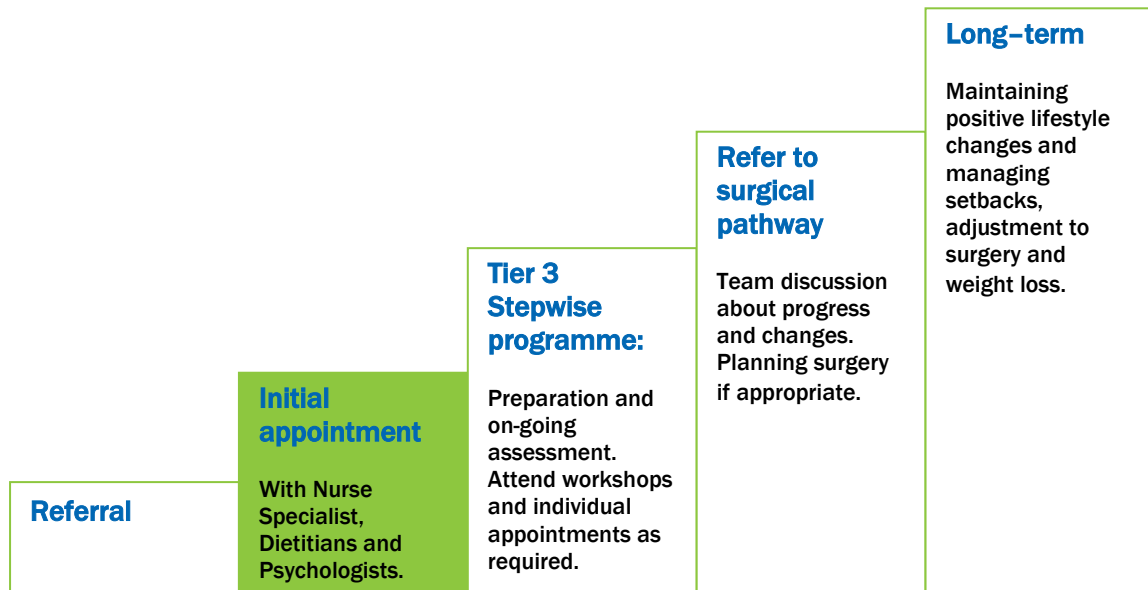 Referral
Initial
appointment
With Nurse
Specialist,
Dietitians and
Psychologists.
Tier 3
Stepwise
programme:
Preparation and
on-going
assessment.
Attend workshops
and individual
appointments as
required.
Refer to
surgical
pathway
Team discussion
about progress
and changes.
Planning surgery
if appropriate.
Long–term
Maintaining
positive lifestyle
changes and
managing
setbacks,
adjustment to
surgery and
weight loss.